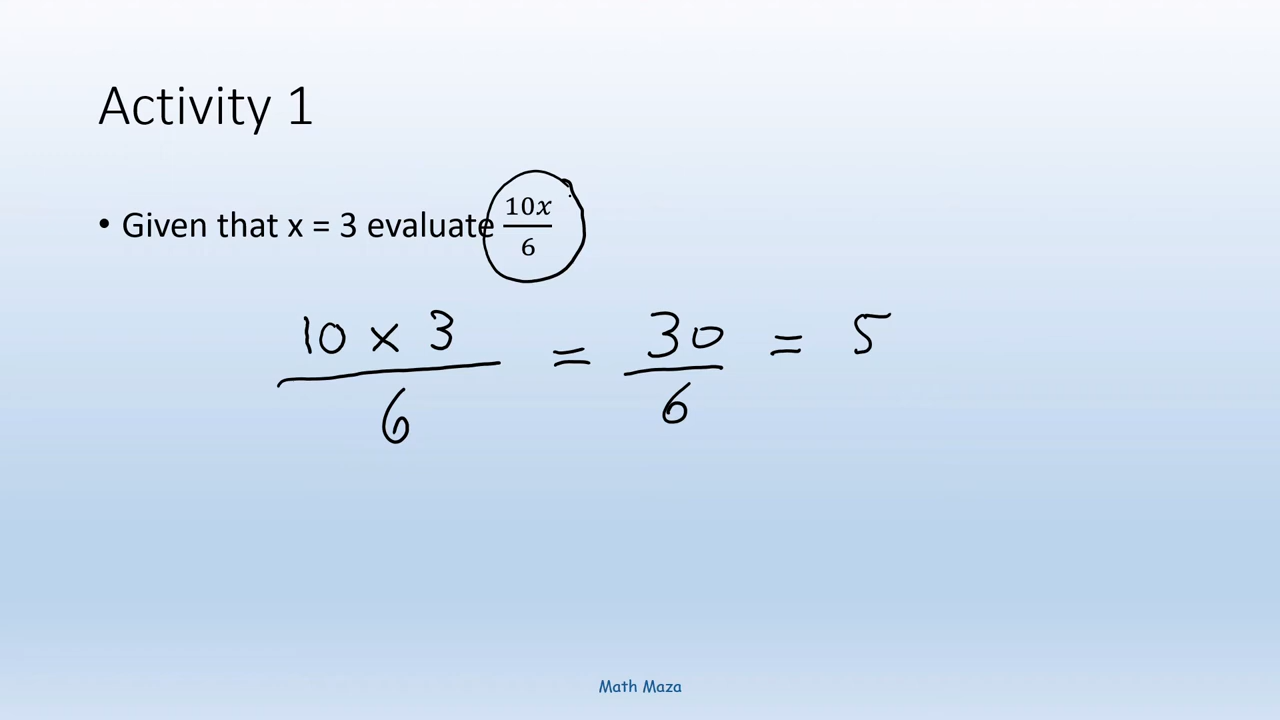 Activity 1
• Given that x = 3 evaluate 10x/6
10 × 3/6 = 30/6 = 5
Math Maza